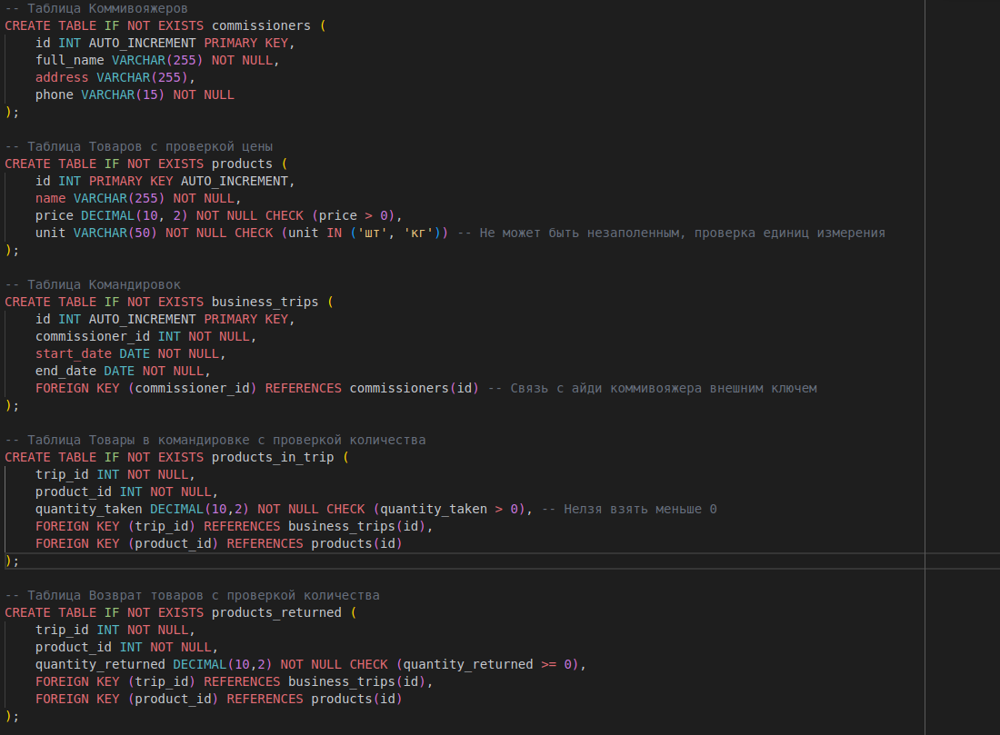 -- Таблица Коммивояжеров
CREATE TABLE IF NOT EXISTS commissioners (
    id INT AUTO_INCREMENT PRIMARY KEY,
    full_name VARCHAR(255) NOT NULL,
    address VARCHAR(255),
    phone VARCHAR(15) NOT NULL
);

-- Таблица Товаров с проверкой цены
CREATE TABLE IF NOT EXISTS products (
    id INT PRIMARY KEY AUTO_INCREMENT,
    name VARCHAR(255) NOT NULL,
    price DECIMAL(10, 2) NOT NULL CHECK (price > 0),
    unit VARCHAR(50) NOT NULL CHECK (unit IN ('шт', 'кг')) -- Не может быть незаполенным, проверка единиц измерения
);

-- Таблица Командировок
CREATE TABLE IF NOT EXISTS business_trips (
    id INT AUTO_INCREMENT PRIMARY KEY,
    commissioner_id INT NOT NULL,
    start_date DATE NOT NULL,
    end_date DATE NOT NULL,
    FOREIGN KEY (commissioner_id) REFERENCES commissioners(id) -- Связь с айди коммивояжера внешним ключем
);

-- Таблица Товары в командировке с проверкой количества
CREATE TABLE IF NOT EXISTS products_in_trip (
    trip_id INT NOT NULL,
    product_id INT NOT NULL,
    quantity_taken DECIMAL(10,2) NOT NULL CHECK (quantity_taken > 0), -- Нелзя взять меньше 0
    FOREIGN KEY (trip_id) REFERENCES business_trips(id),
    FOREIGN KEY (product_id) REFERENCES products(id)
);

-- Таблица Возврат товаров с проверкой количества
CREATE TABLE IF NOT EXISTS products_returned (
    trip_id INT NOT NULL,
    product_id INT NOT NULL,
    quantity_returned DECIMAL(10,2) NOT NULL CHECK (quantity_returned >= 0),
    FOREIGN KEY (trip_id) REFERENCES business_trips(id),
    FOREIGN KEY (product_id) REFERENCES products(id)
);